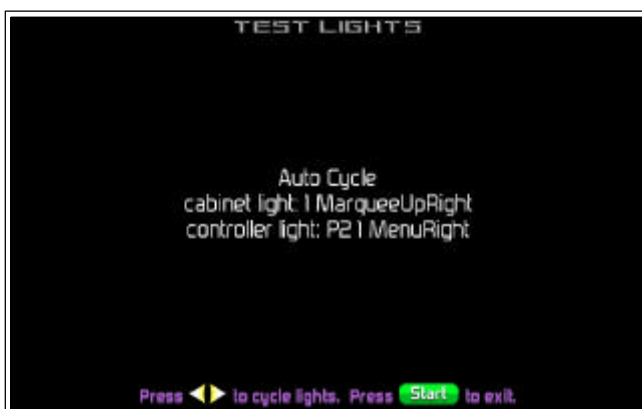 TEST LIGHTS
Auto Cycle
cabinet light: 1 MarqueeUpRight
controller light: P2 1 MenuRight
Press to cycle lights. Press Start to exit.